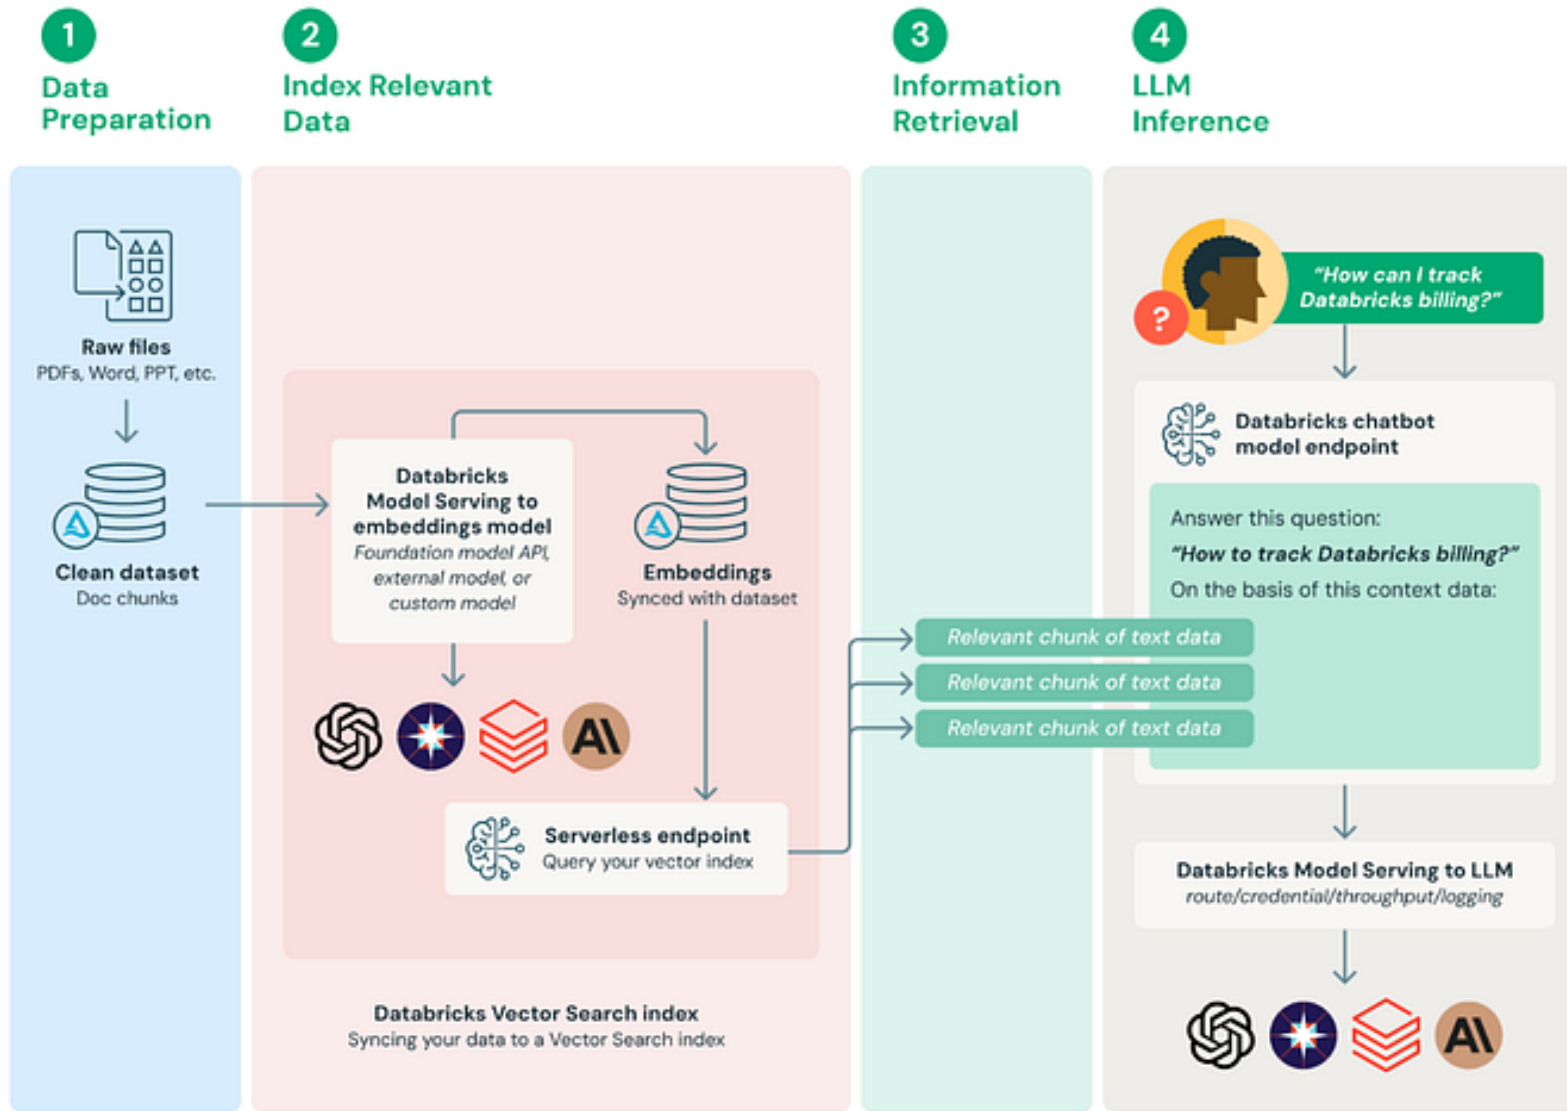 1
Data
Preparation
2
Index Relevant
Data
3
Information
Retrieval
4
LLM
Inference
Raw files
PDFs, Word, PPT, etc.
Clean dataset
Doc chunks
Databricks
Model Serving to
embeddings model
Foundation model API,
external model, or
custom model
Embeddings
Synced with dataset
AI
Serverless endpoint
Query your vector index
Databricks Vector Search index
Syncing your data to a Vector Search index
Relevant chunk of text data
Relevant chunk of text data
Relevant chunk of text data
?
“How can I track
Databricks billing?”
Databricks chatbot
model endpoint
Answer this question:
“How to track Databricks billing?”
On the basis of this context data:
Databricks Model Serving to LLM
route/credential/throughput/logging
AI